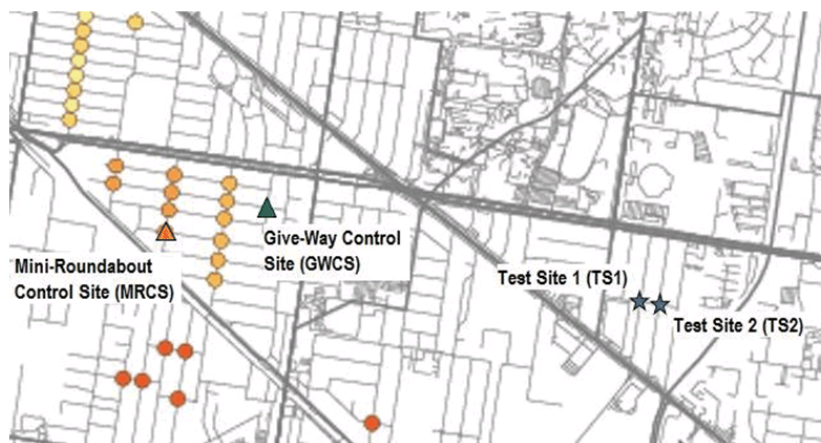 Give-Way Control
Site (GWCS)
Mini-Roundabout
Control Site (MRCS)
Test Site 1 (TS1)
Test Site 2 (TS2)